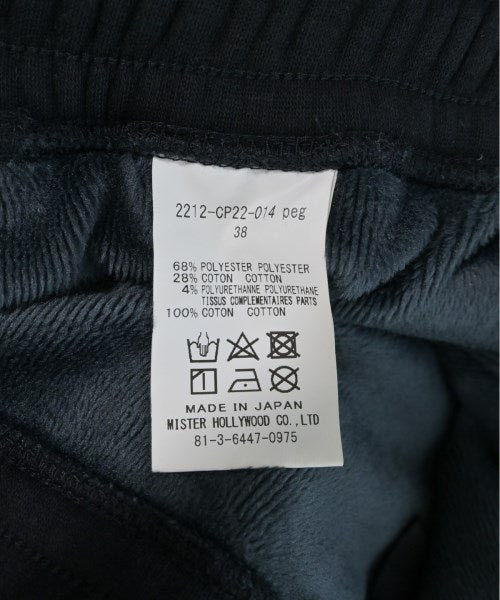 2212-CP22-014 peg
38
68% POLYESTER POLYESTER
28% COTON COTTON
4% POLYURETHANNE POLYURETHANE
TISSUS COMPLEMENTAIRES PARTS
100% COTON COTTON
MADE IN JAPAN
MISTER HOLLYWOOD CO.,LTD
81-3-6447-0975